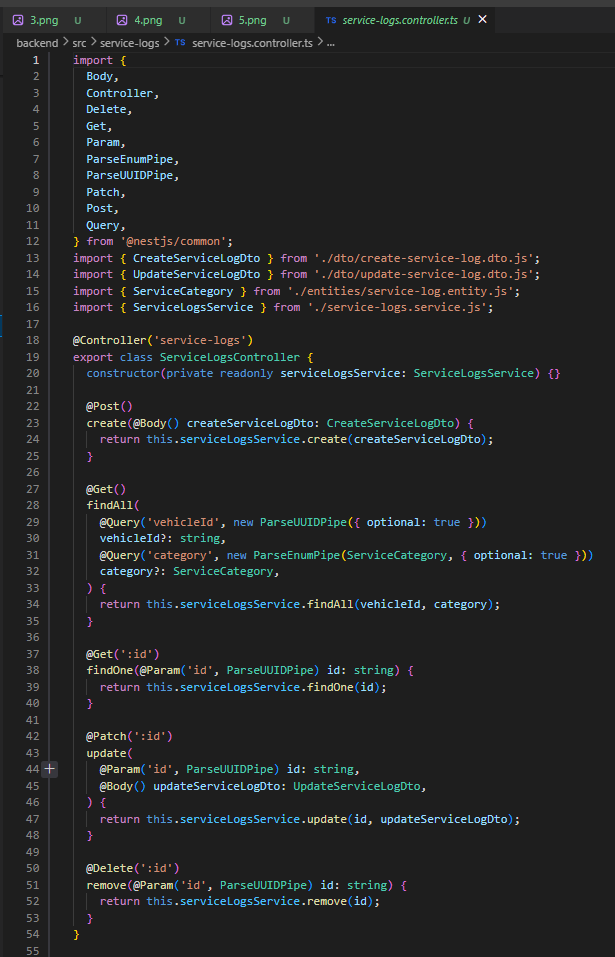 3.png U 4.png U 5.png U TS service-logs.controller.ts U ✕
backend > src > service-logs > TS service-logs.controller.ts > ...
1 import {
2   Body,
3   Controller,
4   Delete,
5   Get,
6   Param,
7   ParseEnumPipe,
8   ParseUUIDPipe,
9   Patch,
10   Post,
11   Query,
12 } from '@nestjs/common';
13 import { CreateServiceLogDto } from './dto/create-service-log.dto.js';
14 import { UpdateServiceLogDto } from './dto/update-service-log.dto.js';
15 import { ServiceCategory } from './entities/service-log.entity.js';
16 import { ServiceLogsService } from './service-logs.service.js';
17
18 @Controller('service-logs')
19 export class ServiceLogsController {
20   constructor(private readonly serviceLogsService: ServiceLogsService) {}
21
22   @Post()
23   create(@Body() createServiceLogDto: CreateServiceLogDto) {
24     return this.serviceLogsService.create(createServiceLogDto);
25   }
26
27   @Get()
28   findAll(
29     @Query('vehicleId', new ParseUUIDPipe({ optional: true }))
30     vehicleId?: string,
31     @Query('category', new ParseEnumPipe(ServiceCategory, { optional: true }))
32     category?: ServiceCategory,
33   ) {
34     return this.serviceLogsService.findAll(vehicleId, category);
35   }
36
37   @Get(':id')
38   findOne(@Param('id', ParseUUIDPipe) id: string) {
39     return this.serviceLogsService.findOne(id);
40   }
41
42   @Patch(':id')
43   update(
44 +     @Param('id', ParseUUIDPipe) id: string,
45     @Body() updateServiceLogDto: UpdateServiceLogDto,
46   ) {
47     return this.serviceLogsService.update(id, updateServiceLogDto);
48   }
49
50   @Delete(':id')
51   remove(@Param('id', ParseUUIDPipe) id: string) {
52     return this.serviceLogsService.remove(id);
53   }
54 }
55